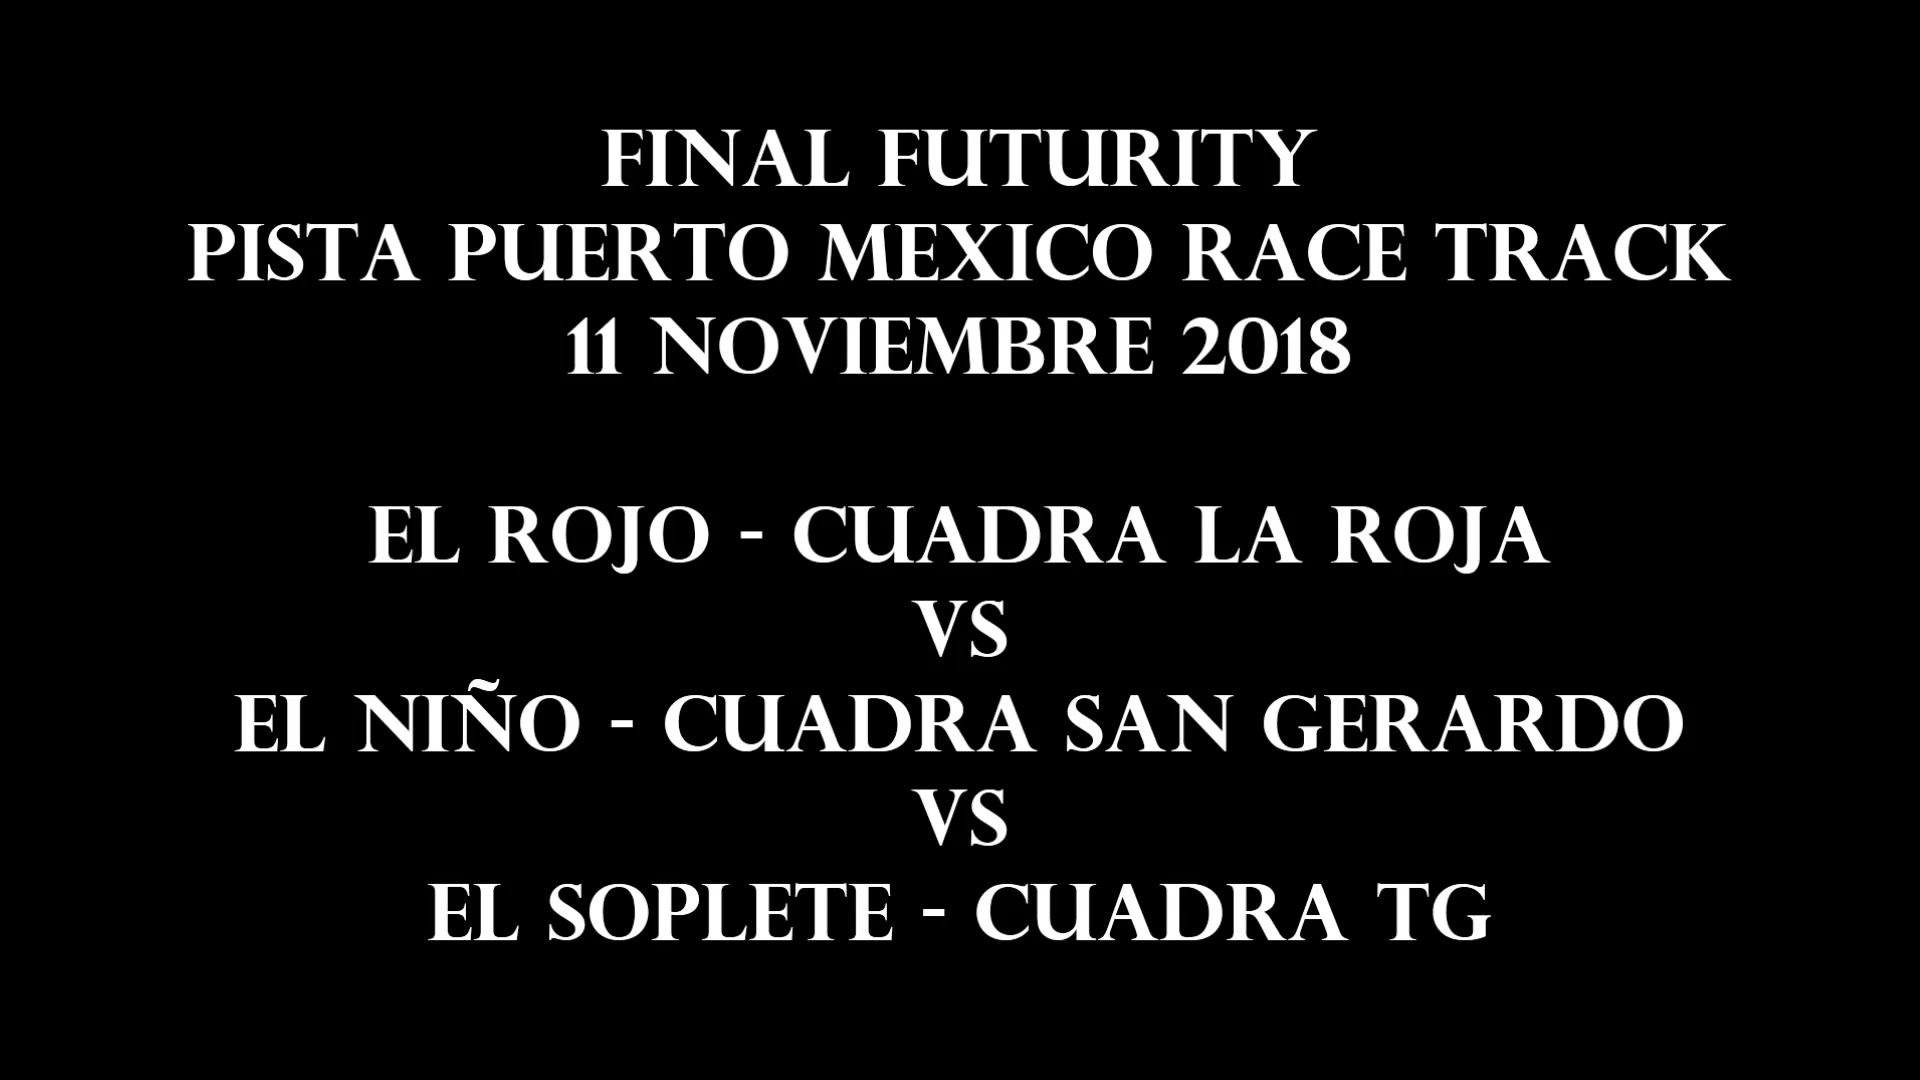 FINAL FUTURITY
PISTA PUERTO MEXICO RACE TRACK
11 NOVIEMBRE 2018
EL ROJO - CUADRA LA ROJA
VS
EL NIÑO - CUADRA SAN GERARDO
VS
EL SOPLETE - CUADRA TG